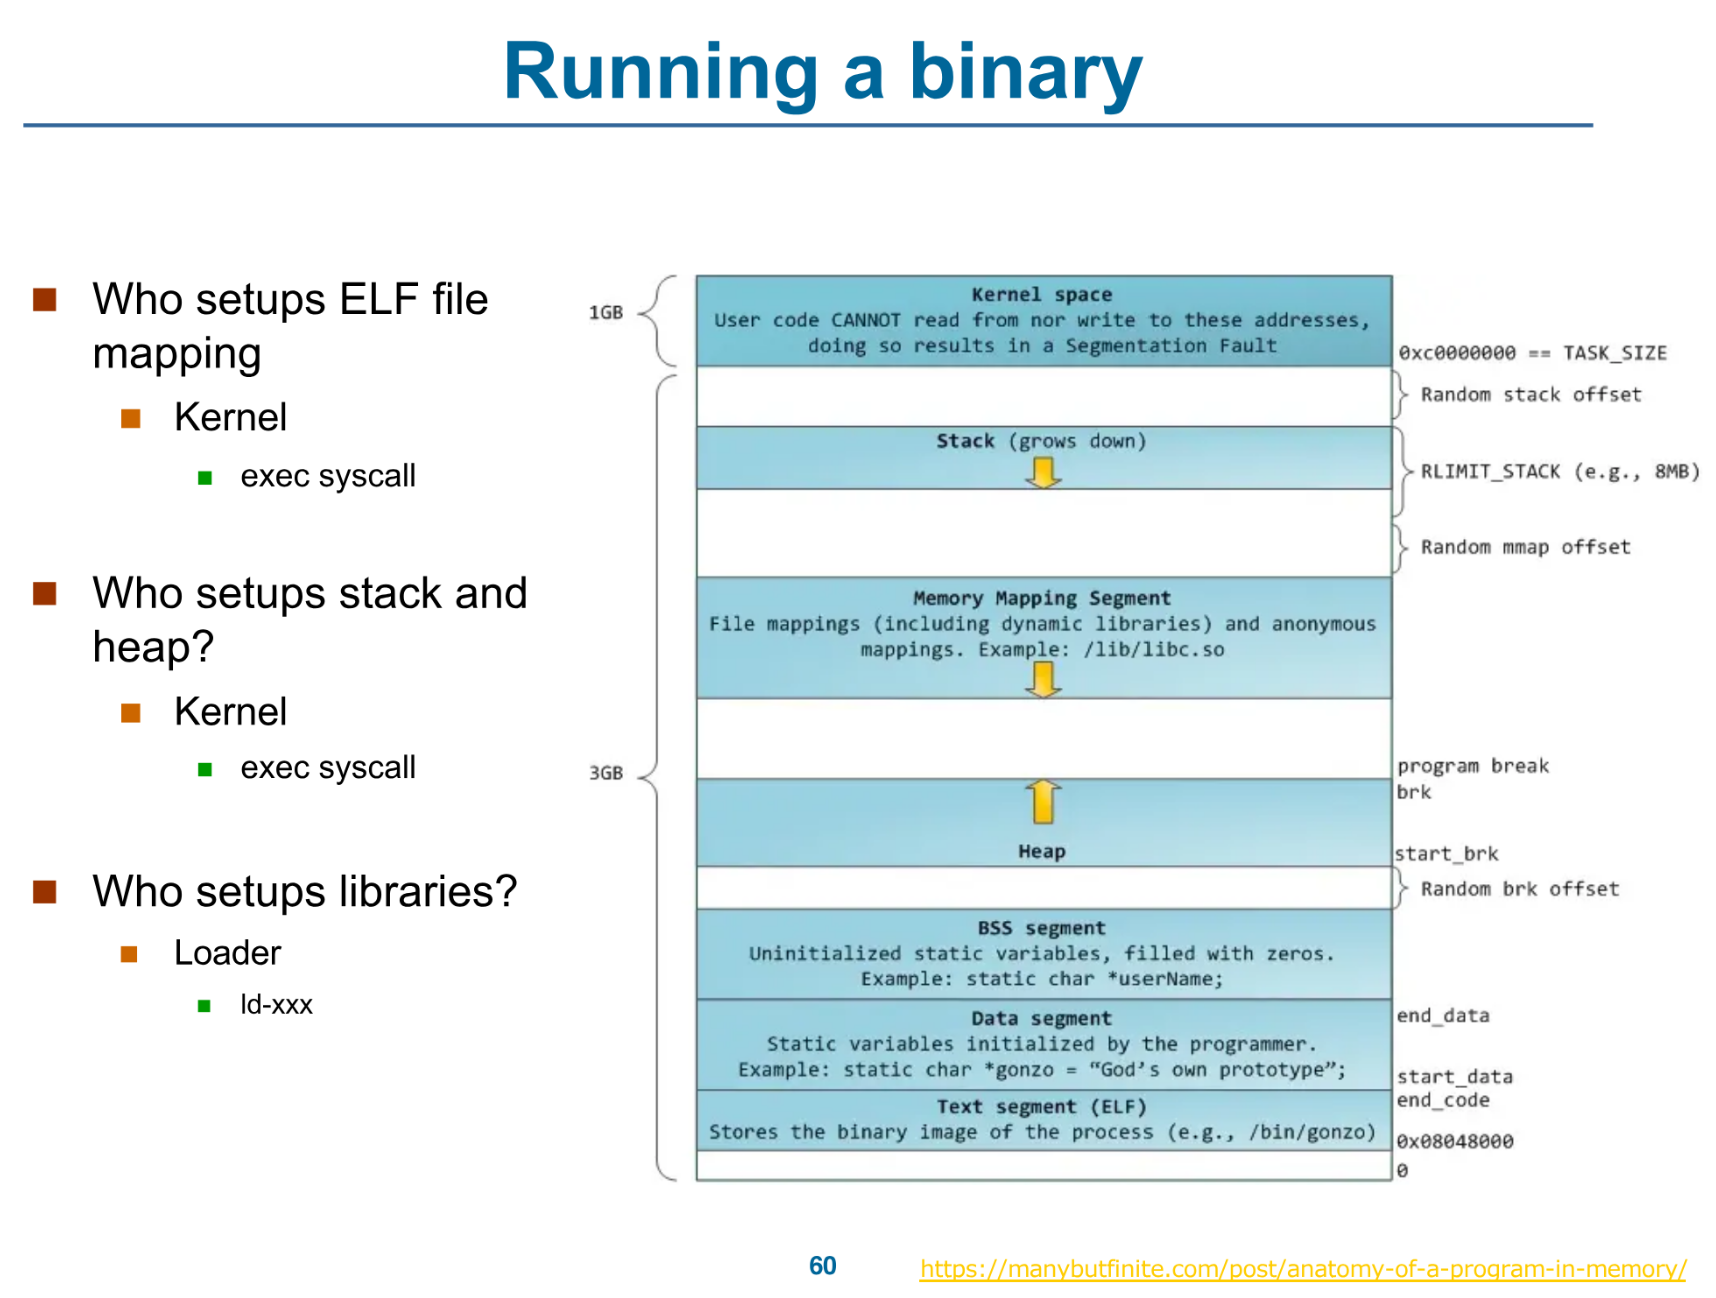 Running a binary
Who setups ELF file
mapping
Kernel
exec syscall
Who setups stack and
heap?
Kernel
exec syscall
Who setups libraries?
Loader
ld-xxx
1GB
3GB
Kernel space
User code CANNOT read from nor write to these addresses,
doing so results in a Segmentation Fault
0xc0000000 == TASK_SIZE
Random stack offset
Stack (grows down)
RLIMIT_STACK (e.g., 8MB)
Random mmap offset
Memory Mapping Segment
File mappings (including dynamic libraries) and anonymous
mappings. Example: /lib/libc.so
program break
brk
Heap
start_brk
Random brk offset
BSS segment
Uninitialized static variables, filled with zeros.
Example: static char *userName;
Data segment
Static variables initialized by the programmer.
Example: static char *gonzo = “God’s own prototype”;
end_data
start_data
Text segment (ELF)
Stores the binary image of the process (e.g., /bin/gonzo)
end_code
0x08048000
0
60
https://manybutfinite.com/post/anatomy-of-a-program-in-memory/